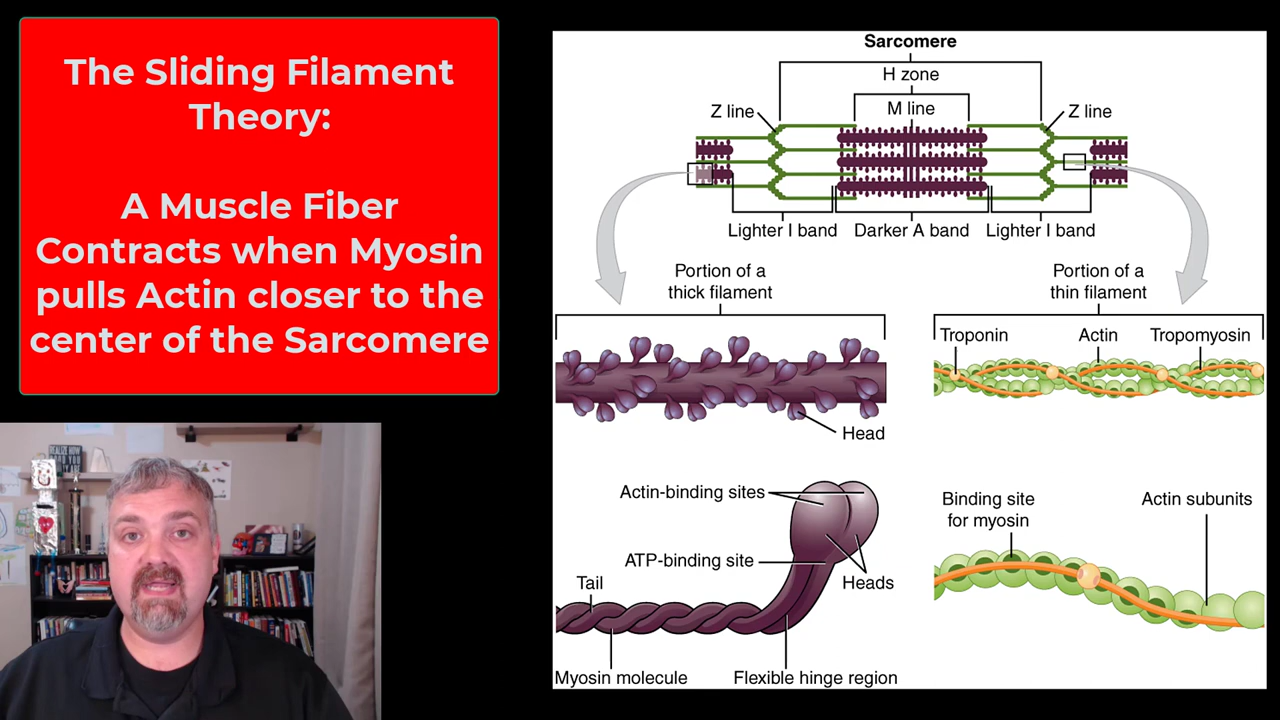 The Sliding Filament
Theory:
A Muscle Fiber
Contracts when Myosin
pulls Actin closer to the
center of the Sarcomere
Sarcomere
H zone
Z line
M line
Z line
Lighter I band
Darker A band
Lighter I band
Portion of a
thick filament
Portion of a
thin filament
Troponin
Actin
Tropomyosin
Head
Actin-binding sites
ATP-binding site
Heads
Tail
Myosin molecule
Flexible hinge region
Binding site
for myosin
Actin subunits